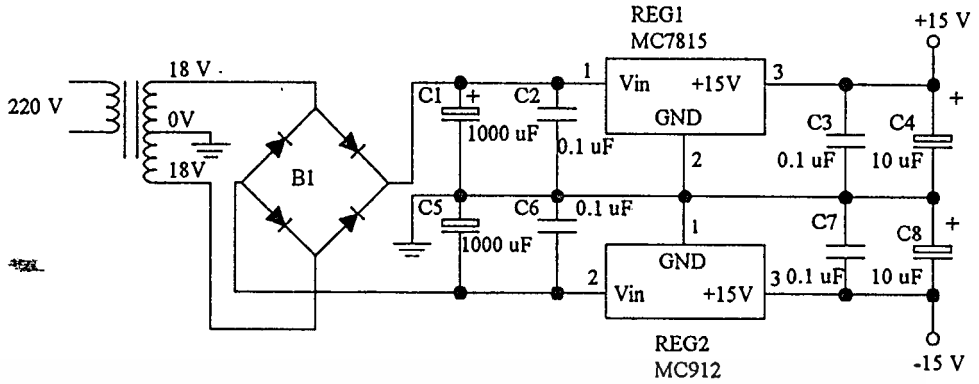 REG1
MC7815
+15 V
18 V
220 V
0V
18V
B1
C1
+
1000 uF
C2
0.1 uF
1
Vin
+15V
3
GND
2
C3
0.1 uF
C4
+
10 uF
C5
1000 uF
C6
0.1 uF
1
GND
2
Vin
+15V
3
C7
0.1 uF
C8
+
10 uF
REG2
MC912
-15 V